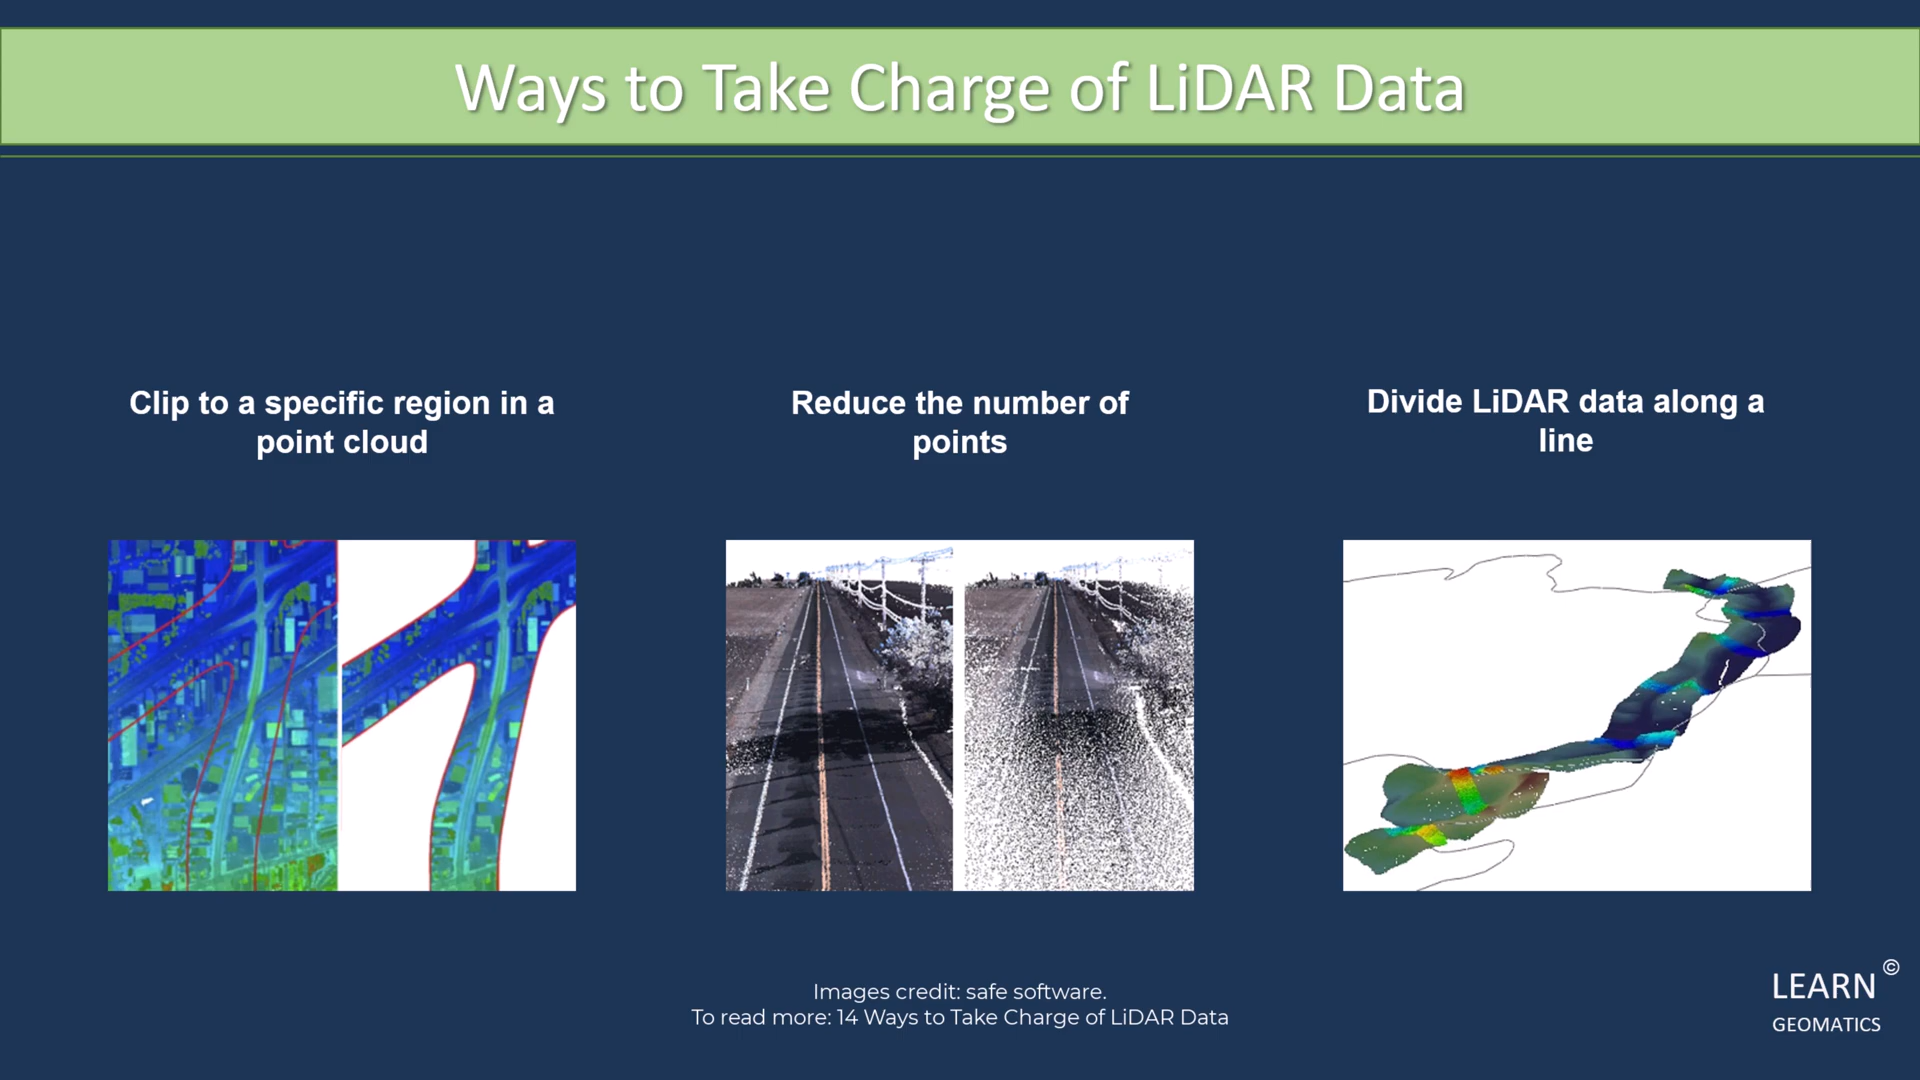 Ways to Take Charge of LiDAR Data
Clip to a specific region in a
point cloud
Reduce the number of
points
Divide LiDAR data along a
line
Images credit: safe software.
To read more: 14 Ways to Take Charge of LiDAR Data
LEARN ©
GEOMATICS